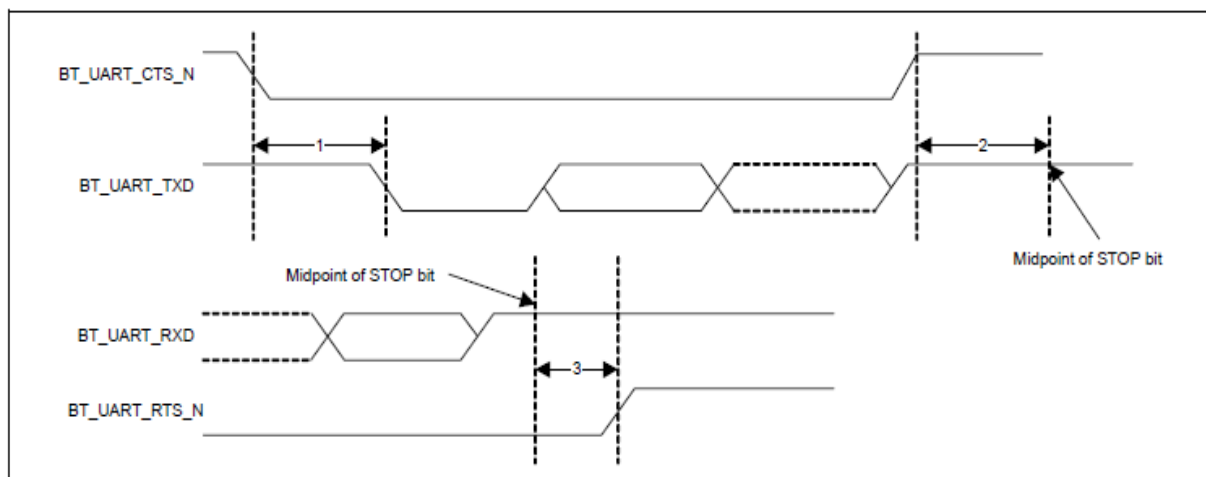 BT_UART_CTS_N
1
2
BT_UART_TXD
Midpoint of STOP bit
Midpoint of STOP bit
BT_UART_RXD
3
BT_UART_RTS_N